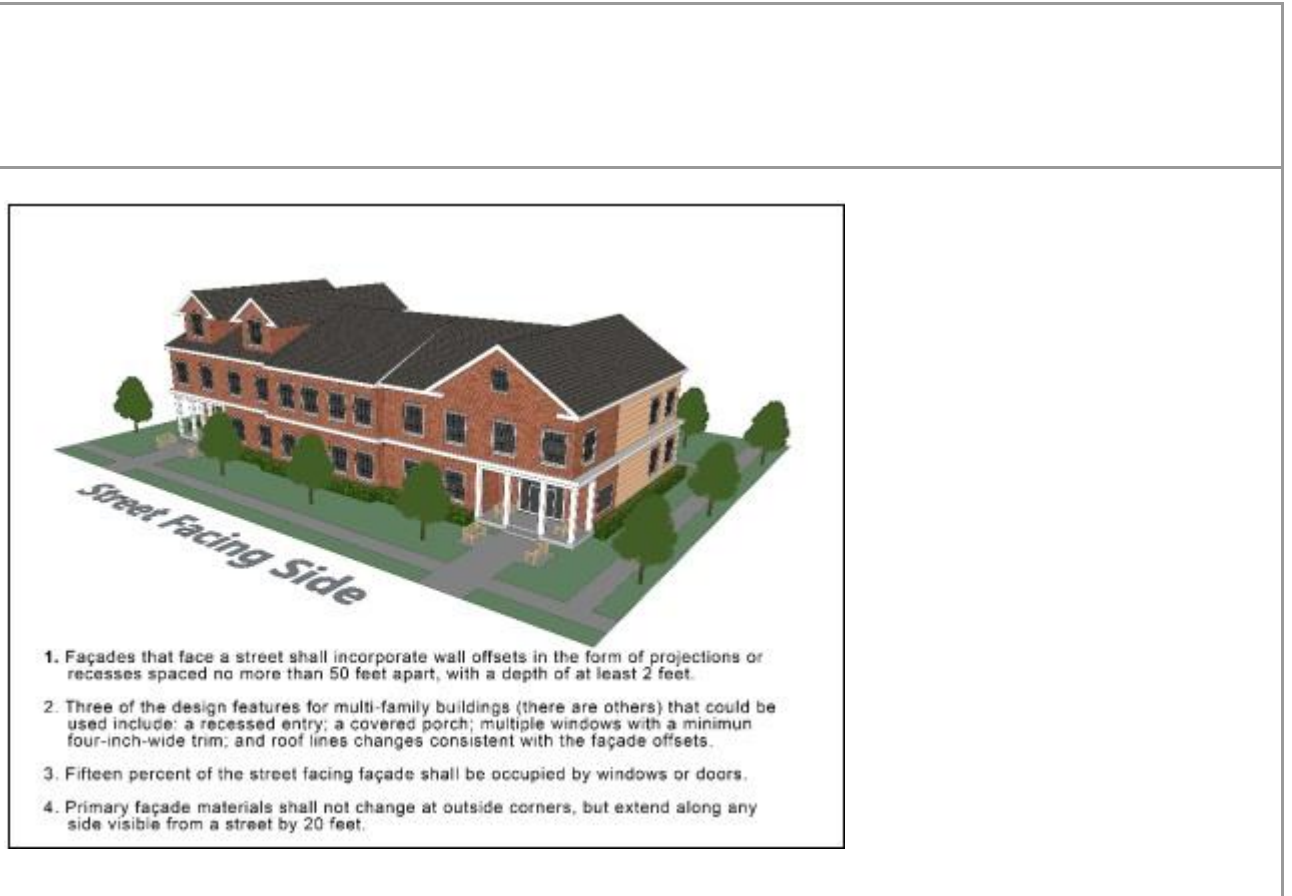 Street Facing Side
1. Façades that face a street shall incorporate wall offsets in the form of projections or
recesses spaced no more than 50 feet apart, with a depth of at least 2 feet.
2. Three of the design features for multi-family buildings (there are others) that could be
used include: a recessed entry; a covered porch; multiple windows with a minimun
four-inch-wide trim; and roof lines changes consistent with the façade offsets.
3. Fifteen percent of the street facing façade shall be occupied by windows or doors.
4. Primary façade materials shall not change at outside corners, but extend along any
side visible from a street by 20 feet.